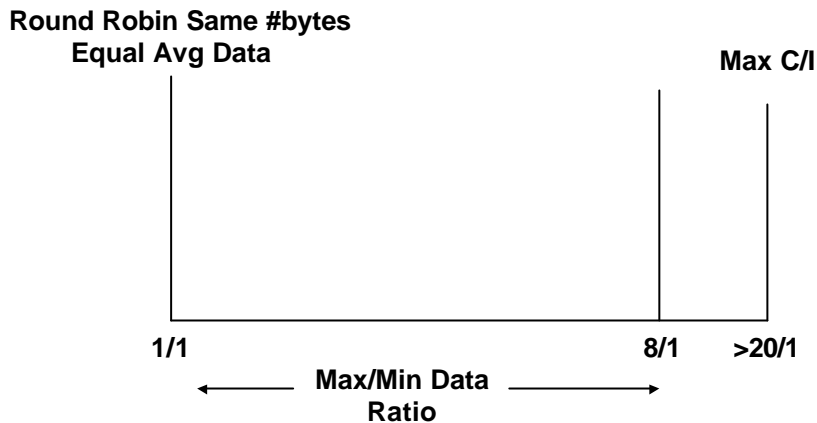 Round Robin Same #bytes
Equal Avg Data
Max C/I
1/1
8/1
>20/1
Max/Min Data
Ratio